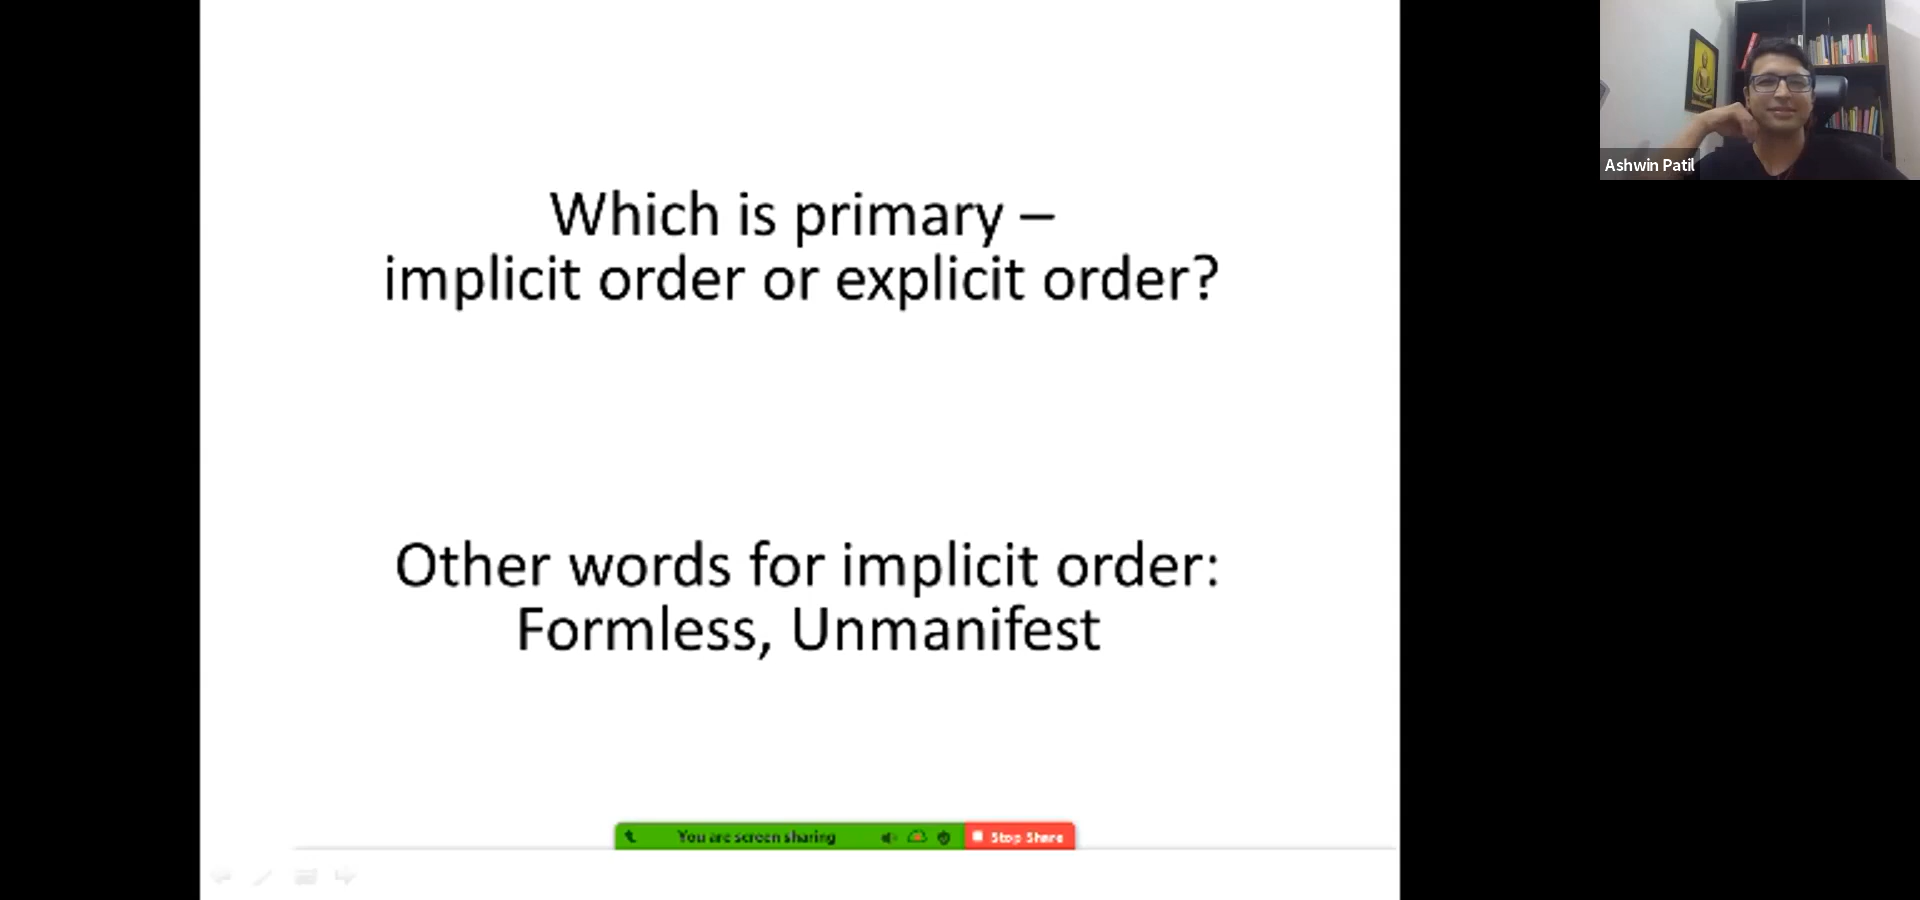 Which is primary –
implicit order or explicit order?
Other words for implicit order:
Formless, Unmanifest
You are screen sharing
Stop Share
Ashwin Patil